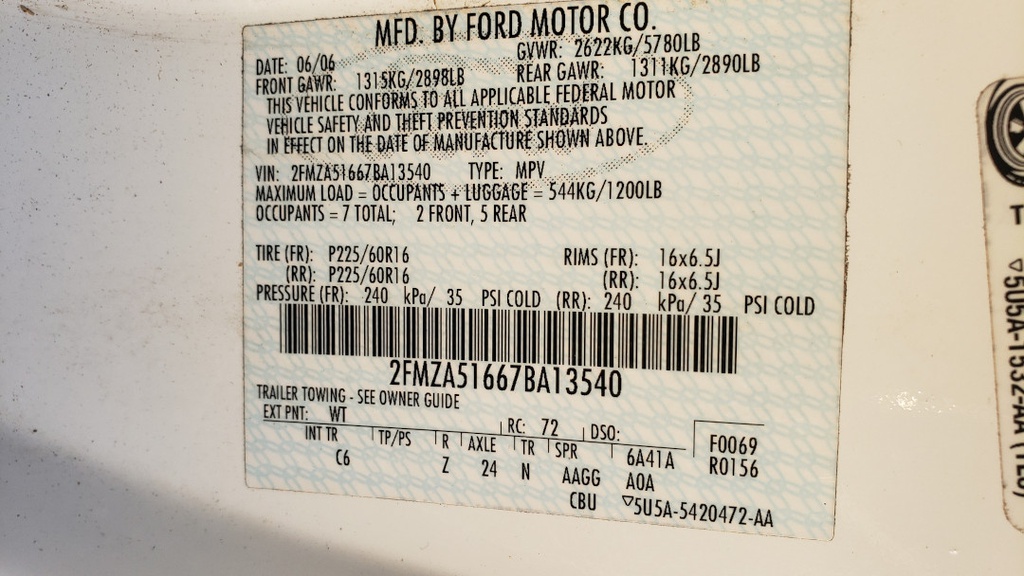 MFD. BY FORD MOTOR CO.
DATE: 06/06 GVWR: 2622KG/5780LB
FRONT GAWR: 1315KG/2898LB REAR GAWR: 1311KG/2890LB
THIS VEHICLE CONFORMS TO ALL APPLICABLE FEDERAL MOTOR
VEHICLE SAFETY AND THEFT PREVENTION STANDARDS
IN EFFECT ON THE DATE OF MANUFACTURE SHOWN ABOVE.
VIN: 2FMZA51667BA13540 TYPE: MPV
MAXIMUM LOAD = OCCUPANTS + LUGGAGE = 544KG/1200LB
OCCUPANTS = 7 TOTAL; 2 FRONT, 5 REAR
TIRE (FR): P225/60R16 RIMS (FR): 16x6.5J
(RR): P225/60R16 (RR): 16x6.5J
PRESSURE (FR): 240 kPa/ 35 PSI COLD (RR): 240 kPa/ 35 PSI COLD
2FMZA51667BA13540
TRAILER TOWING - SEE OWNER GUIDE
EXT PNT: WT RC: 72 DSO:
INT TR TP/PS R AXLE TR SPR 6A41A F0069
C6 Z 24 N AAGG A0A R0156
CBU ▽5U5A-5420472-AA
T
▽5U5A-1532-AA